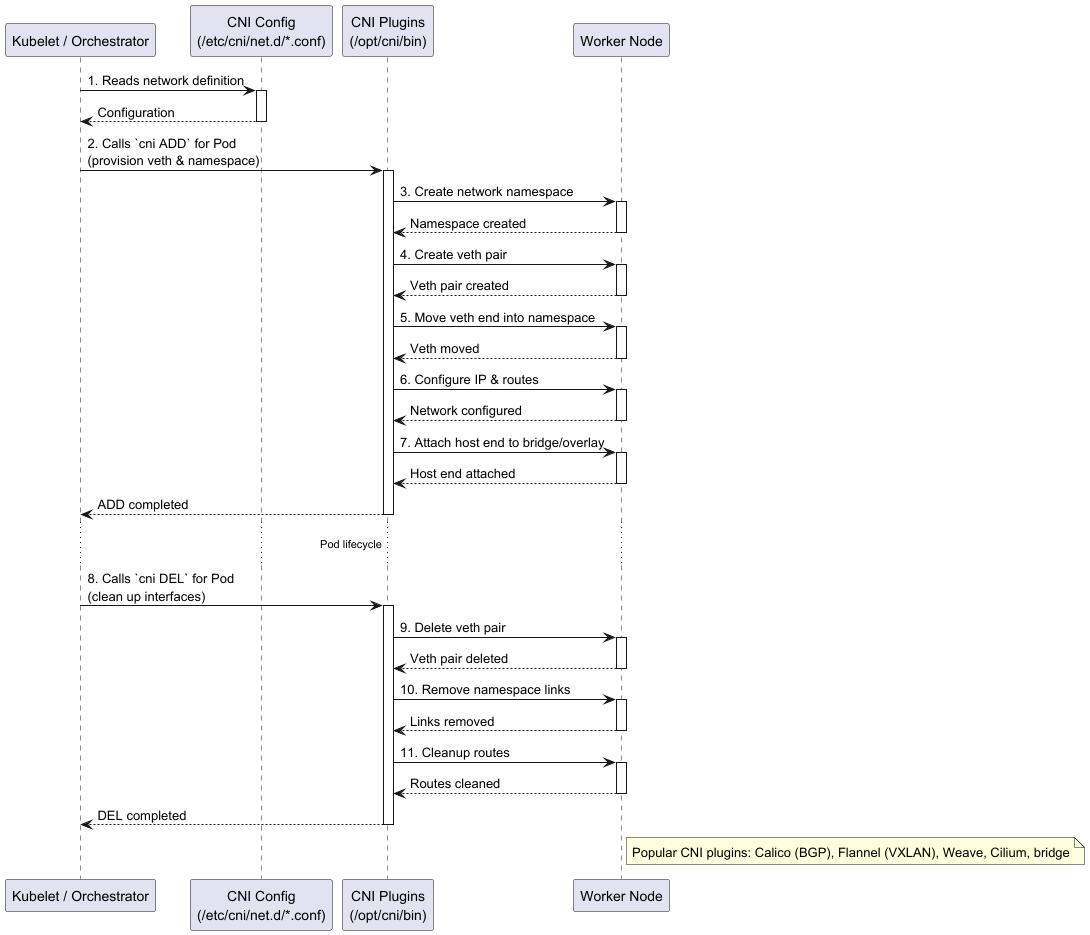 Kubelet / Orchestrator
CNI Config
(/etc/cni/net.d/*.conf)
CNI Plugins
(/opt/cni/bin)
Worker Node
1. Reads network definition
Configuration
2. Calls `cni ADD` for Pod
(provision veth & namespace)
3. Create network namespace
Namespace created
4. Create veth pair
Veth pair created
5. Move veth end into namespace
Veth moved
6. Configure IP & routes
Network configured
7. Attach host end to bridge/overlay
Host end attached
ADD completed
Pod lifecycle
8. Calls `cni DEL` for Pod
(clean up interfaces)
9. Delete veth pair
Veth pair deleted
10. Remove namespace links
Links removed
11. Cleanup routes
Routes cleaned
DEL completed
Popular CNI plugins: Calico (BGP), Flannel (VXLAN), Weave, Cilium, bridge
Kubelet / Orchestrator
CNI Config
(/etc/cni/net.d/*.conf)
CNI Plugins
(/opt/cni/bin)
Worker Node